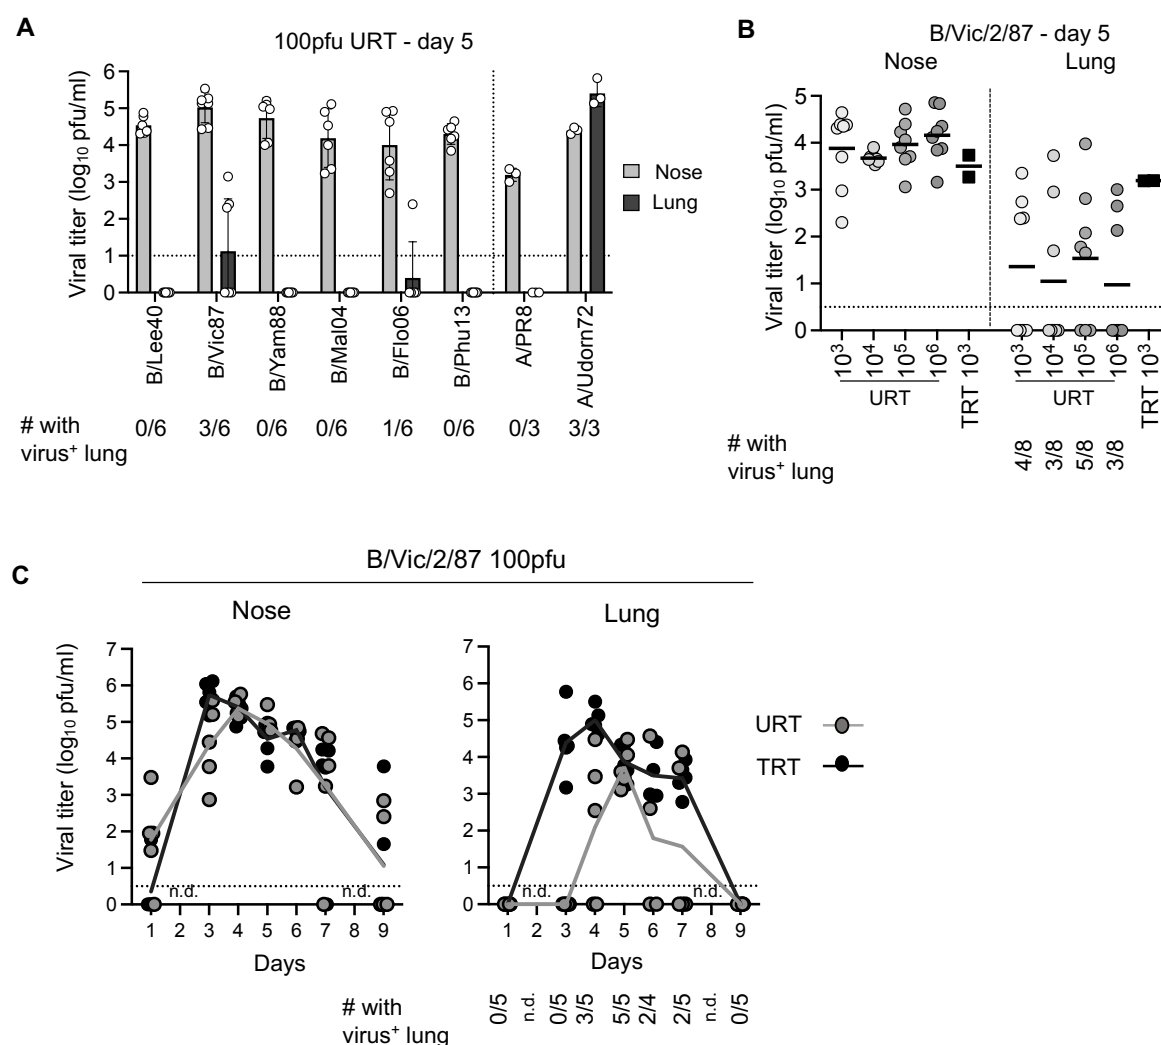 A
100pfu URT - day 5
Viral titer (log10 pfu/ml)
6
5
4
3
2
1
0
Nose
Lung
B/Lee40
B/Vic87
B/Yam88
B/Mal04
B/Flo06
B/Phu13
A/PR8
A/Udorn72
# with
virus+ lung
0/6 3/6 0/6 0/6 1/6 0/6 0/3 3/3
B
B/Vic/2/87 - day 5
Nose Lung
Viral titer (log10 pfu/ml)
5
4
3
2
1
0
10³ 10⁴ 10⁵ 10⁶ TRT 10³ 10³ 10⁴ 10⁵ 10⁶ TRT 10³
URT URT
# with
virus+ lung
4/8 3/8 5/8 3/8
C
B/Vic/2/87 100pfu
Nose
Viral titer (log10 pfu/ml)
7
6
5
4
3
2
1
0
n.d. n.d.
1 2 3 4 5 6 7 8 9
Days
Lung
7
6
5
4
3
2
1
0
n.d. n.d.
1 2 3 4 5 6 7 8 9
Days
URT
TRT
# with
virus+ lung
0/5 n.d. 0/5 3/5 5/5 2/4 2/5 n.d. 0/5